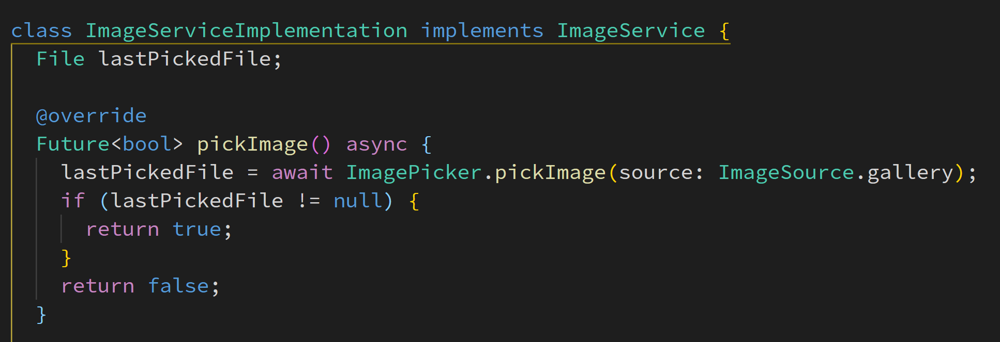 class ImageServiceImplementation implements ImageService {
  File lastPickedFile;

  @override
  Future<bool> pickImage() async {
    lastPickedFile = await ImagePicker.pickImage(source: ImageSource.gallery);
    if (lastPickedFile != null) {
      return true;
    }
    return false;
  }